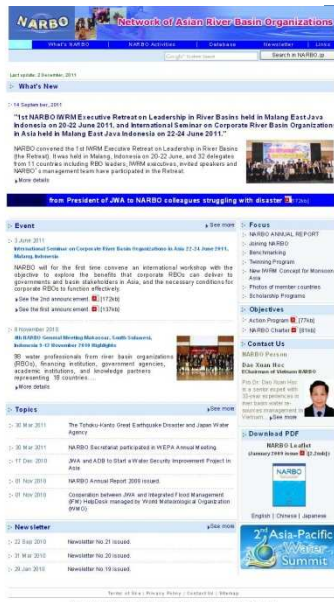 NARBO
Network of Asian River Basin Organizations
What's NARBO | NARBO Activities | Database | Newsletter | Links
Search in NARBO.jp
Last update: 2 December, 2011
What's New
14 September, 2011
"1st NARBO IWRM Executive Retreat on Leadership in River Basins held in Malang East Java
Indonesia on 20-22 June 2011, and International Seminar on Corporate River Basin Organizations
in Asia held in Malang East Java Indonesia on 22-24 June 2011."
NARBO convened the 1st IWRM Executive Retreat on Leadership in River Basins
(the Retreat). It was held in Malang, Indonesia on 20-22 June, and 32 delegates
from 11 countries including RBO leaders, IWRM executives, invited speakers and
NARBO's management team have participated in the Retreat.
More details
from President of JWA to NARBO colleagues struggling with disaster [172kb]
Event
See more
3 June 2011
International Seminar on Corporate River Basin Organizations in Asia 22-24 June 2011,
Malang, Indonesia
NARBO will for the first time convene an international workshop with the
objective to explore the benefits that corporate RBOs can deliver to
governments and basin stakeholders in Asia, and the necessary conditions for
corporate RBOs to function effectively.
See the 2nd announcement. [172kb]
See the first announcement. [137kb]
9 November 2010
4th NARBO General Meeting Makassar, South Sulawesi,
Indonesia 9-12 November 2010 Highlights
98 water professionals from river basin organizations
(RBOs), financing institution, government agencies,
academic institutions, and knowledge partners
representing 18 countries....
More details
Topics
See more
30 Mar 2011 The Tohoku-Kanto Great Earthquake Disaster and Japan Water
Agency
30 Mar 2011 NARBO Secretariat participated in WEPA Annual Meeting
17 Dec 2010 JWA and ADB to Start a Water Security Improvement Project in
Asia
01 Nov 2010 NARBO Annual Report 2009 issued.
01 Nov 2010 Cooperation between JWA and Integrated Flood Management
(IFM) HelpDesk managed by World Meteorological Organization
(WMO)
Newsletter
See more
22 Sep 2010 Newsletter No.21 issued.
31 Mar 2010 Newsletter No.20 issued.
29 Jan 2010 Newsletter No.19 issued.
Focus
NARBO ANNUAL REPORT
Joining NARBO
Benchmarking
Twinning Program
New IWRM Concept for Monsoon
Asia
Photos of member countries
Scholarship Programs
Objectives
Action Program [77kb]
NARBO Charter [81kb]
Contact Us
NARBO Person
Dao Xuan Hoc
Chairman of Vietnam NARBO
See more
Download PDF
NARBO Leaflet
(January 2009 issue [2.2mb])
NARBO
English | Chinese | Japanese
2nd Asia-Pacific
Water
Summit
Terms of Use | Privacy Policy | Contact Us | Sitemap